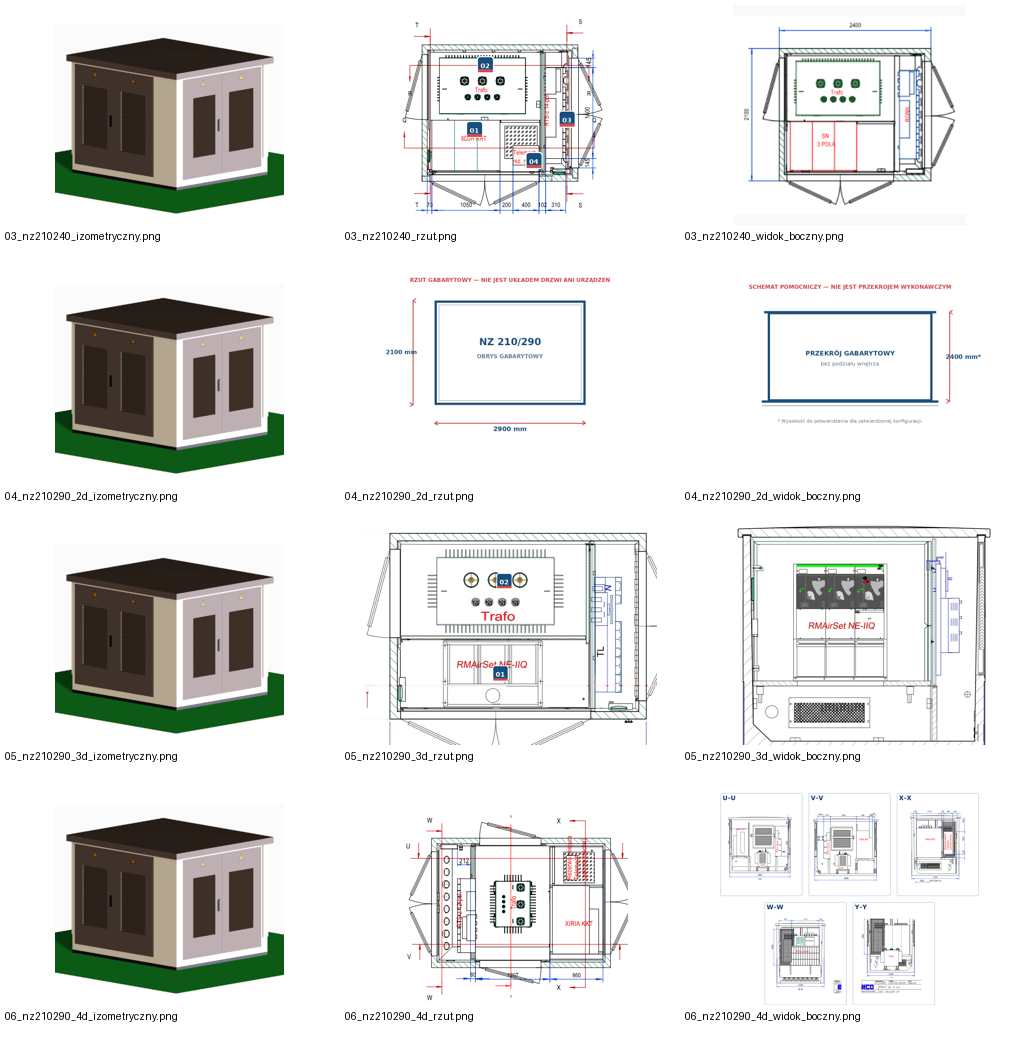 T
S
02
Trafo
01
03
04
T
70
1050
200
400
102
310
S
2400
2100
Trafo
SN
3 POLA
03_nz210240_izometryczny.png
03_nz210240_rzut.png
03_nz210240_widok_boczny.png
RZUT GABARYTOWY — NIE JEST UKŁADEM DRZWI ANI URZĄDZEŃ
NZ 210/290
OBRYS GABARYTOWY
2100 mm
2900 mm
SCHEMAT POMOCNICZY — NIE JEST PRZEKROJEM WYKONAWCZYM
PRZEKRÓJ GABARYTOWY
bez podziału wnętrza
2400 mm*
* Wysokość do potwierdzenia dla zatwierdzonej konfiguracji.
04_nz210290_2d_izometryczny.png
04_nz210290_2d_rzut.png
04_nz210290_2d_widok_boczny.png
02
Trafo
RMAirSet NE-IIQ
01
TL
RMAirSet NE-IIQ
05_nz210290_3d_izometryczny.png
05_nz210290_3d_rzut.png
05_nz210290_3d_widok_boczny.png
W
X
U
212
Trafo
XIRIA KKT
V
860
W
X
U-U
V-V
X-X
W-W
Y-Y
06_nz210290_4d_izometryczny.png
06_nz210290_4d_rzut.png
06_nz210290_4d_widok_boczny.png